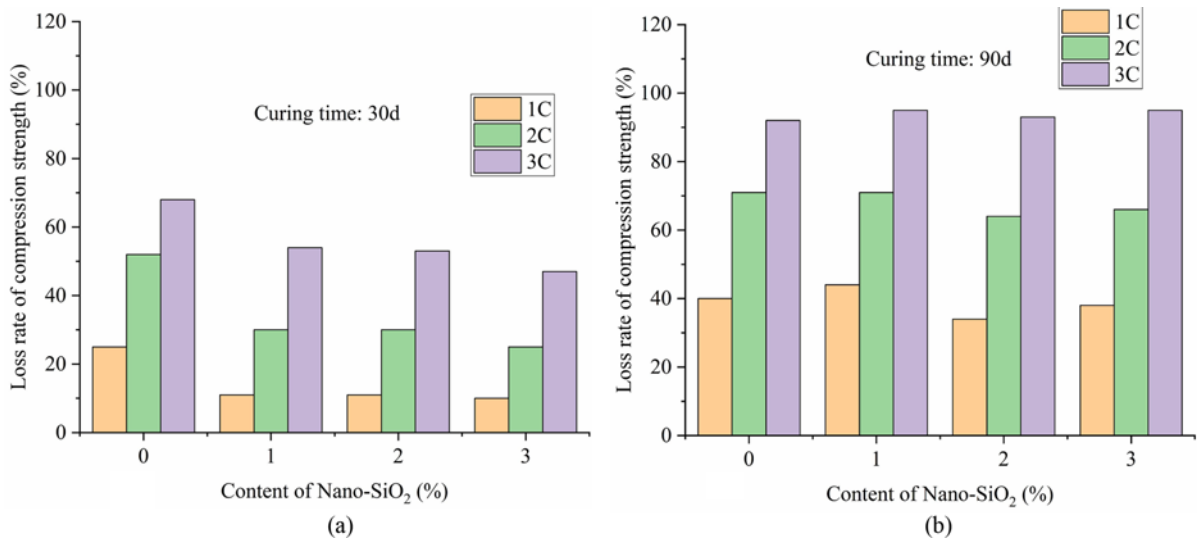 120
100
80
60
40
20
0
Loss rate of compression strength (%)
Curing time: 30d
1C
2C
3C
0 1 2 3
Content of Nano-SiO₂ (%)
(a)
120
100
80
60
40
20
0
Loss rate of compression strength (%)
Curing time: 90d
1C
2C
3C
0 1 2 3
Content of Nano-SiO₂ (%)
(b)